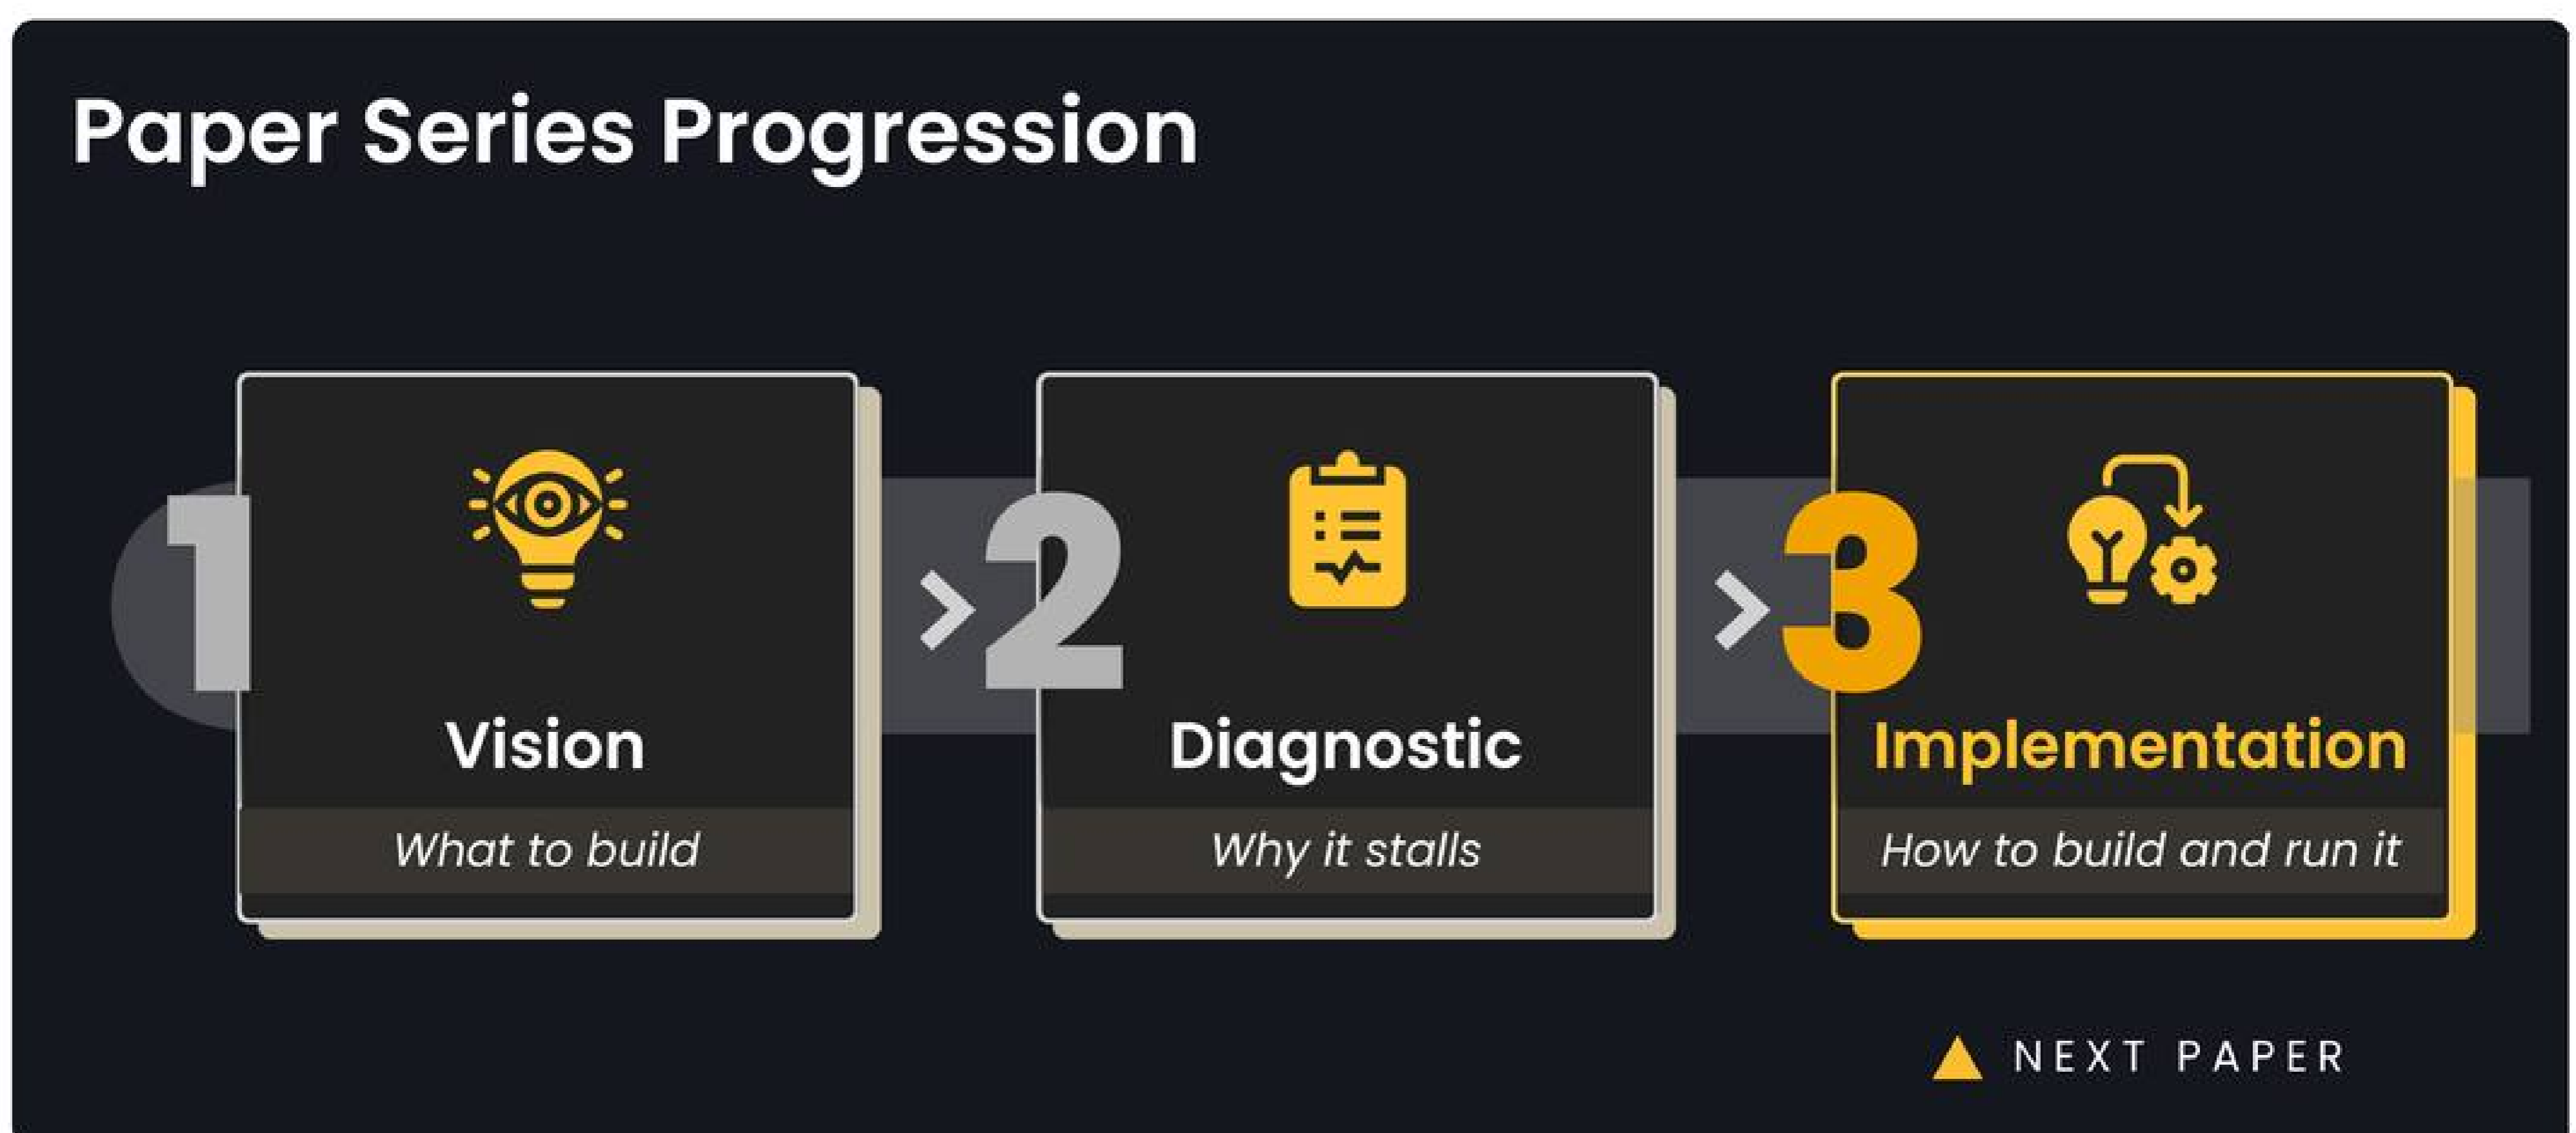 Paper Series Progression
1
Vision
What to build
2
Diagnostic
Why it stalls
3
Implementation
How to build and run it
NEXT PAPER